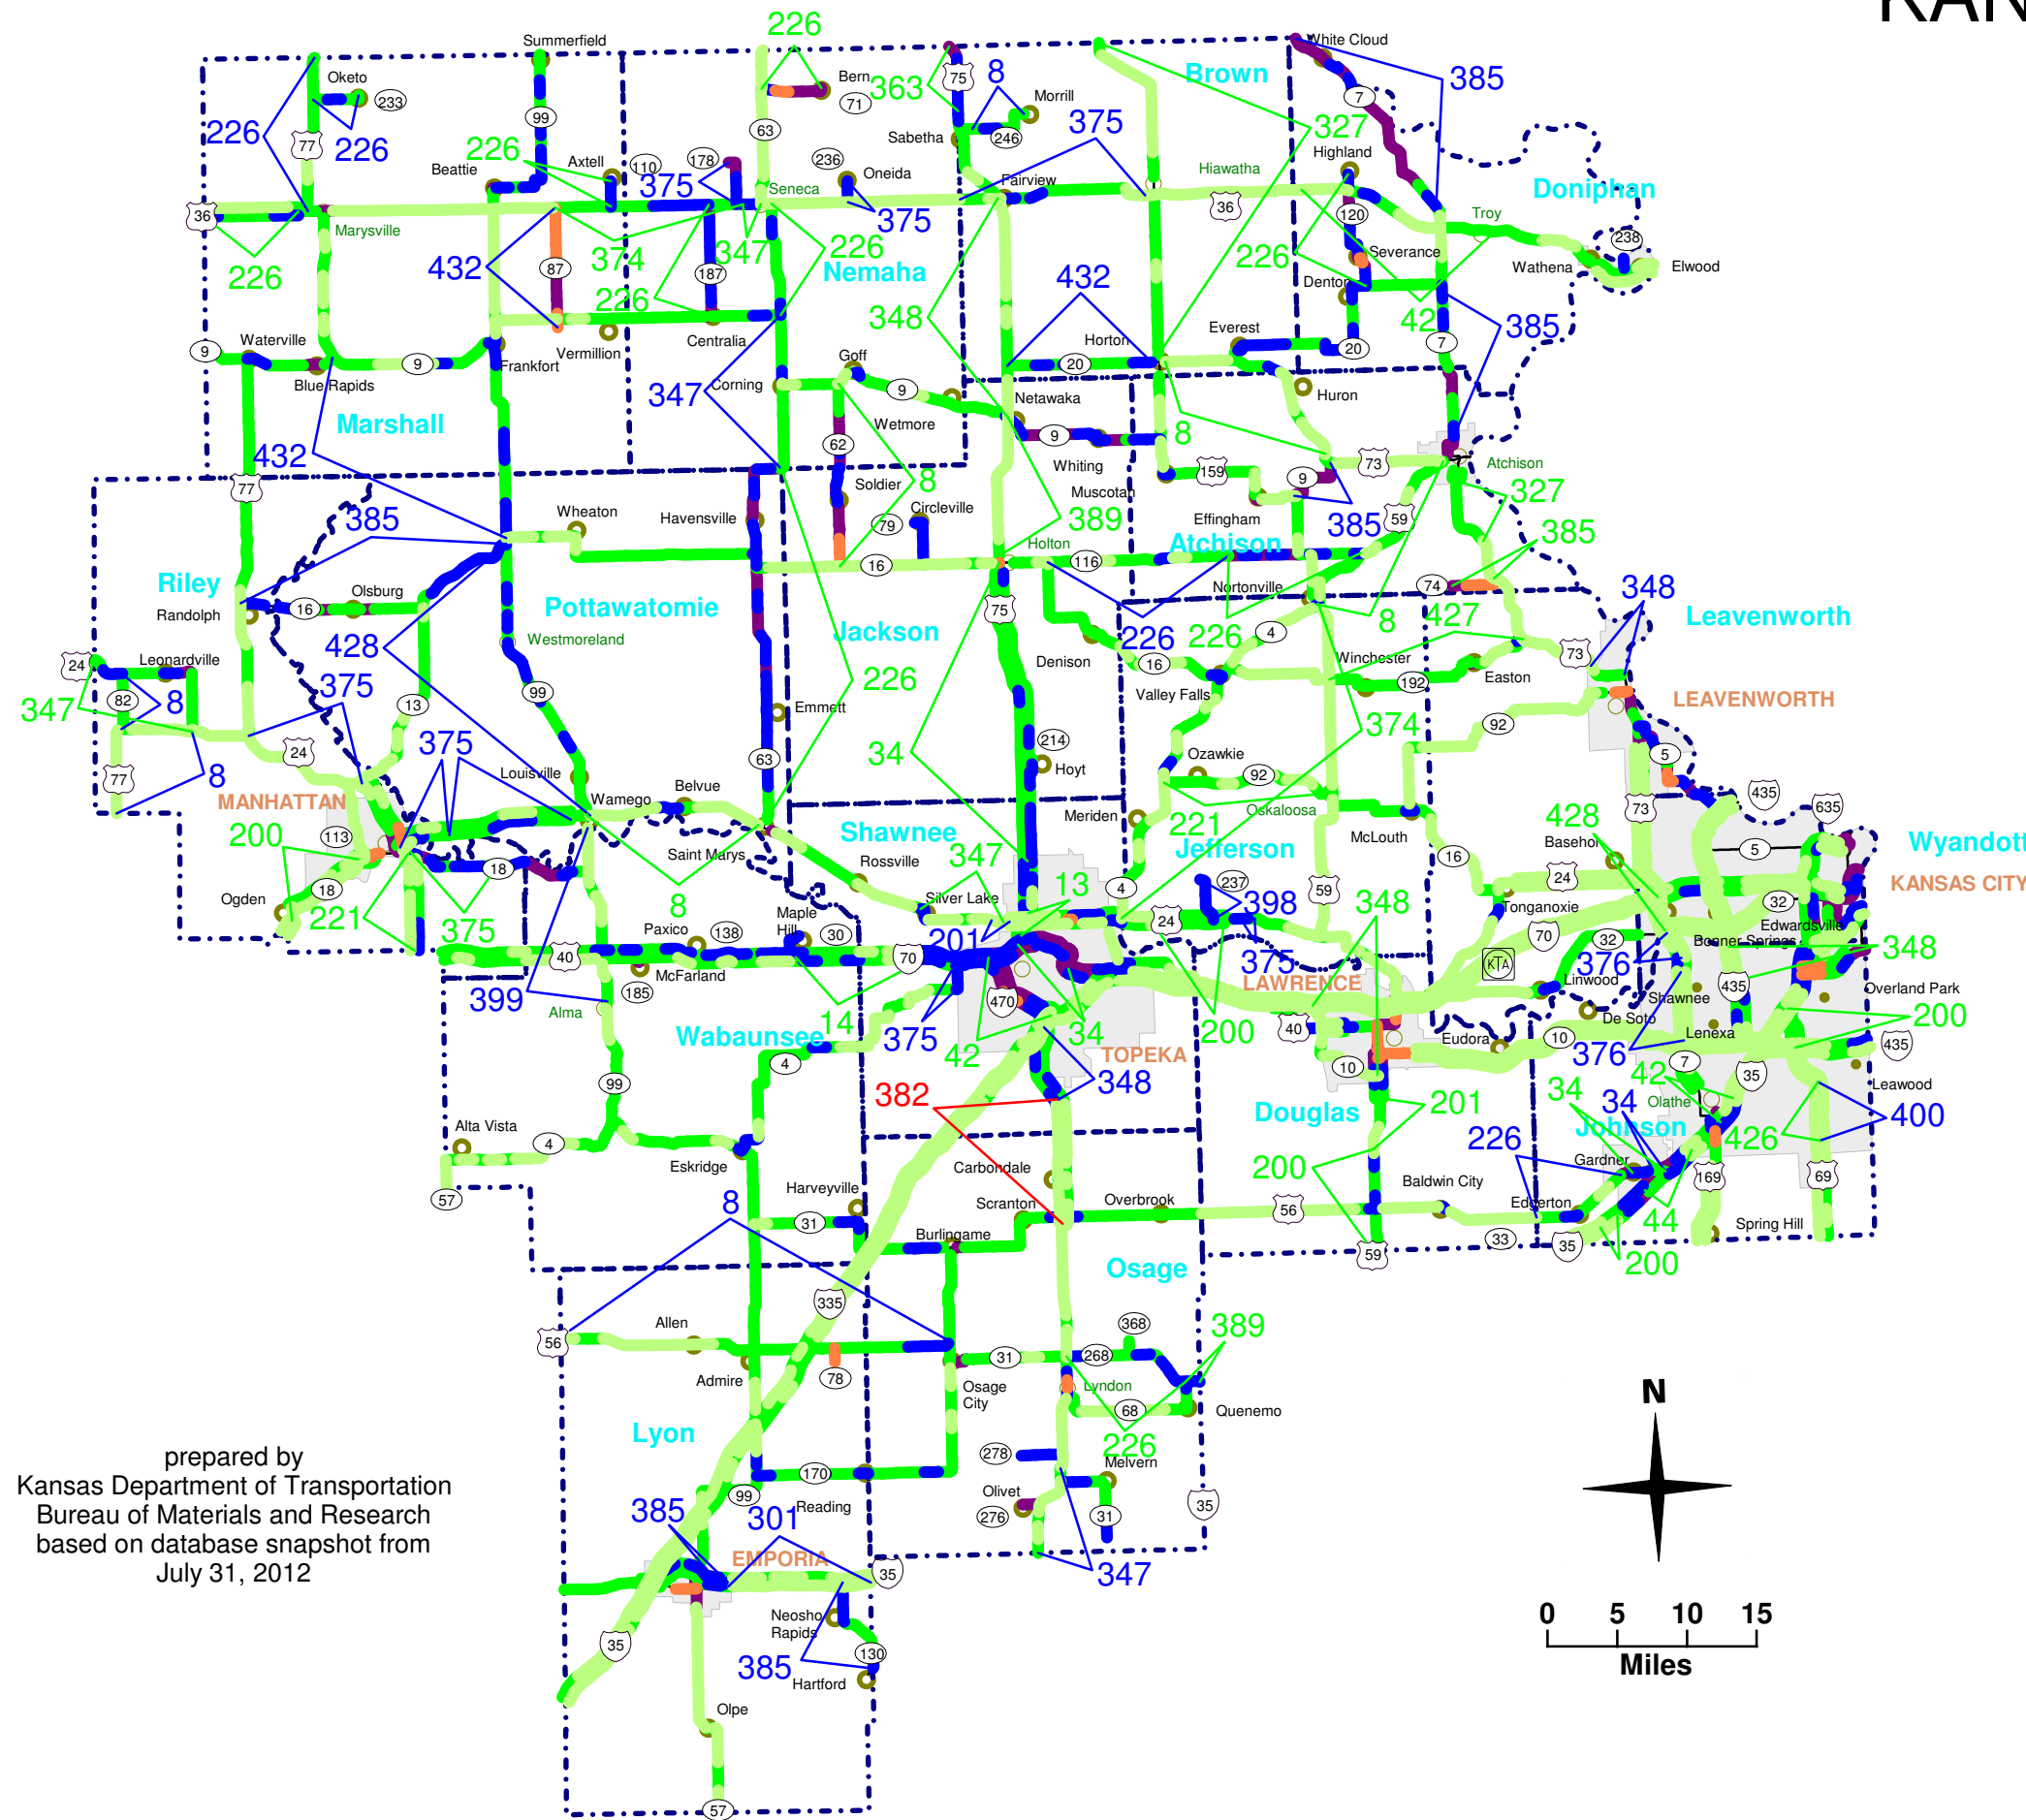 KAN
226
Summerfield
White Cloud
Oketo
233
Bern
71
363
75
8
Morrill
Brown
385
7
226
77
226
99
63
Sabetha
246
375
327
Beattie
226
Axtell
110
178
375
236
Oneida
Seneca
Fairview
Hiawatha
Highland
Doniphan
36
Marysville
226
432
87
374
226
187
347
226
375
Nemaha
36
120
Troy
238
Severance
Wathena
Elwood
226
Denton
42
385
432
348
9
Waterville
Blue Rapids
9
Frankfort
Vermillion
Centralia
Goff
Corning
347
9
Horton
20
Everest
20
7
Huron
Marshall
432
Netawaka
Wetmore
62
9
Whiting
8
159
9
73
Atchison
77
385
Wheaton
Havensville
Soldier
8
Circleville
79
Muscotah
389
Effingham
385
59
327
385
Holton
16
116
Atchison
Riley
Randolph
16
Olsburg
Pottawatomie
Westmoreland
Jackson
75
226
Nortonville
226
74
8
427
348
Leavenworth
24
Leonardville
347
82
8
428
375
99
13
226
Denison
4
16
Valley Falls
Winchester
192
Easton
73
LEAVENWORTH
24
77
8
375
Emmett
34
214
Hoyt
63
Ozawkie
92
374
92
5
MANHATTAN
113
200
Louisville
Wamego
Belvue
Saint Marys
Shawnee
Rossville
Meriden
221
Oskaloosa
Jefferson
McLouth
73
435
635
428
Basehor
5
Wyandott
KANSAS CITY
Ogden
18
221
18
375
8
347
Silver Lake
13
4
237
398
59
16
24
Tonganoxie
32
Edwardsville
Bonner Springs
348
40
Paxico
138
Maple
Hill
30
McFarland
185
70
201
24
375
348
70
32
376
399
Alma
14
375
470
42
34
200
LAWRENCE
40
KTA
Linwood
435
Shawnee
Overland Park
De Soto
200
Wabaunsee
TOPEKA
4
382
348
10
Eudora
10
376
Lenexa
435
7
35
Leawood
99
Alta Vista
4
57
Eskridge
Douglas
201
34
34
42
Olathe
Johnson
426
400
226
Gardner
Carbondale
Harveyville
200
Baldwin City
Edgerton
169
69
8
31
Scranton
Overbrook
56
44
Burlingame
59
33
35
200
Spring Hill
Osage
335
56
Allen
368
389
Admire
78
31
268
Osage
City
Lyndon
68
Quenemo
226
Lyon
278
Melvern
170
99
Reading
Olivet
276
31
35
385
301
347
EMPORIA
35
Neosho
Rapids
35
385
130
Hartford
Olpe
57
prepared by
Kansas Department of Transportation
Bureau of Materials and Research
based on database snapshot from
July 31, 2012
N
0 5 10 15
Miles